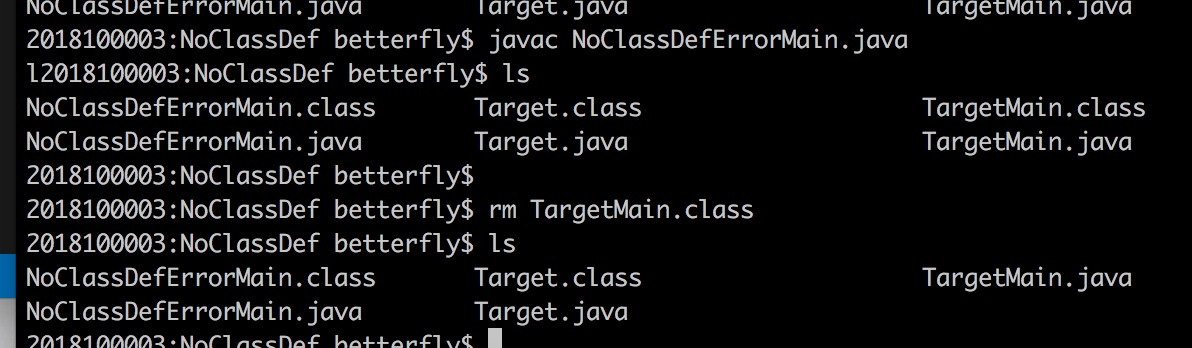 NoClassDefErrorMain.java Target.java TargetMain.java
2018100003:NoClassDef betterfly$ javac NoClassDefErrorMain.java
l2018100003:NoClassDef betterfly$ ls
NoClassDefErrorMain.class Target.class TargetMain.class
NoClassDefErrorMain.java Target.java TargetMain.java
2018100003:NoClassDef betterfly$
2018100003:NoClassDef betterfly$ rm TargetMain.class
2018100003:NoClassDef betterfly$ ls
NoClassDefErrorMain.class Target.class TargetMain.java
NoClassDefErrorMain.java Target.java
2018100003:NoClassDef betterfly$